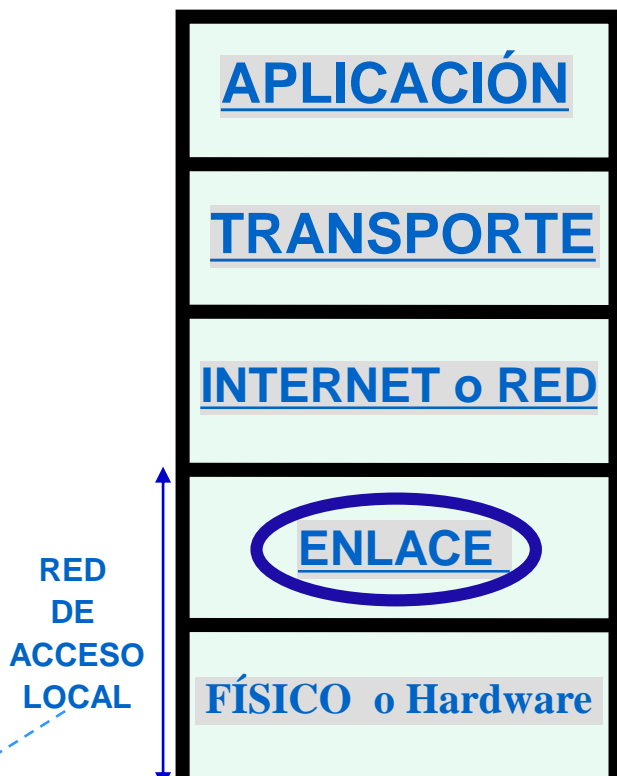 APLICACIÓN
TRANSPORTE
INTERNET o RED
ENLACE
RED
DE
ACCESO
LOCAL
FÍSICO o Hardware